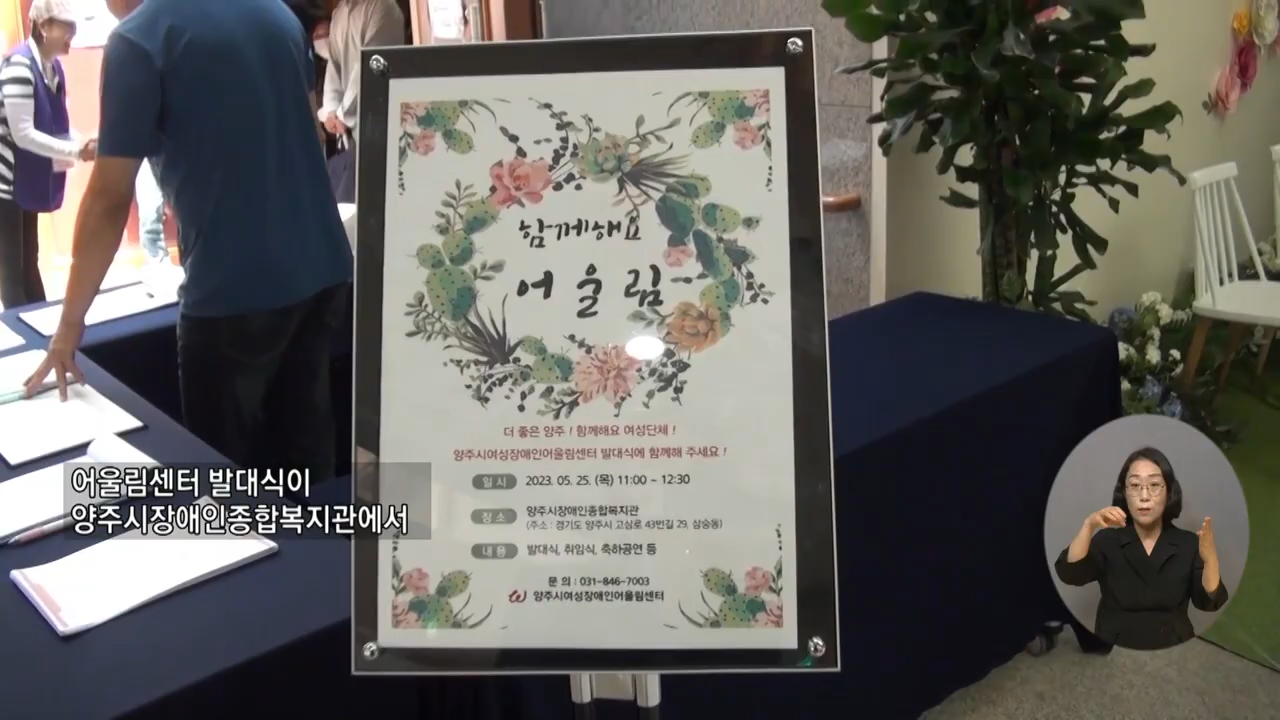 함께해요
어울림
더 좋은 양주 ! 함께해요 여성단체 !
양주시여성장애인어울림센터 발대식에 함께해 주세요 !
일 시 2023. 05. 25. (목) 11:00 ~ 12:30
장 소 양주시장애인종합복지관
(주소 : 경기도 양주시 고삼로 43번길 29, 삼숭동)
내 용 발대식, 취임식, 축하공연 등
문 의 : 031-846-7003
양주시여성장애인어울림센터
어울림센터 발대식이
양주시장애인종합복지관에서